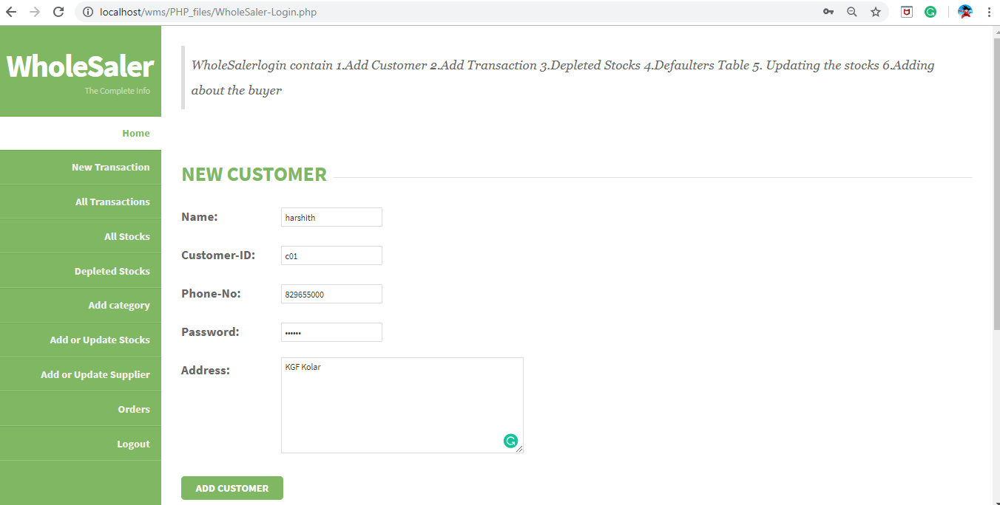 localhost/wms/PHP_files/WholeSaler-Login.php
WholeSaler
The Complete Info
Home
New Transaction
All Transactions
All Stocks
Depleted Stocks
Add category
Add or Update Stocks
Add or Update Supplier
Orders
Logout
WholeSalerlogin contain 1.Add Customer 2.Add Transaction 3.Depleted Stocks 4.Defaulters Table 5. Updating the stocks 6.Adding
about the buyer
NEW CUSTOMER
Name: harshith
Customer-ID: c01
Phone-No: 829655000
Password: ••••••
Address: KGF Kolar
ADD CUSTOMER